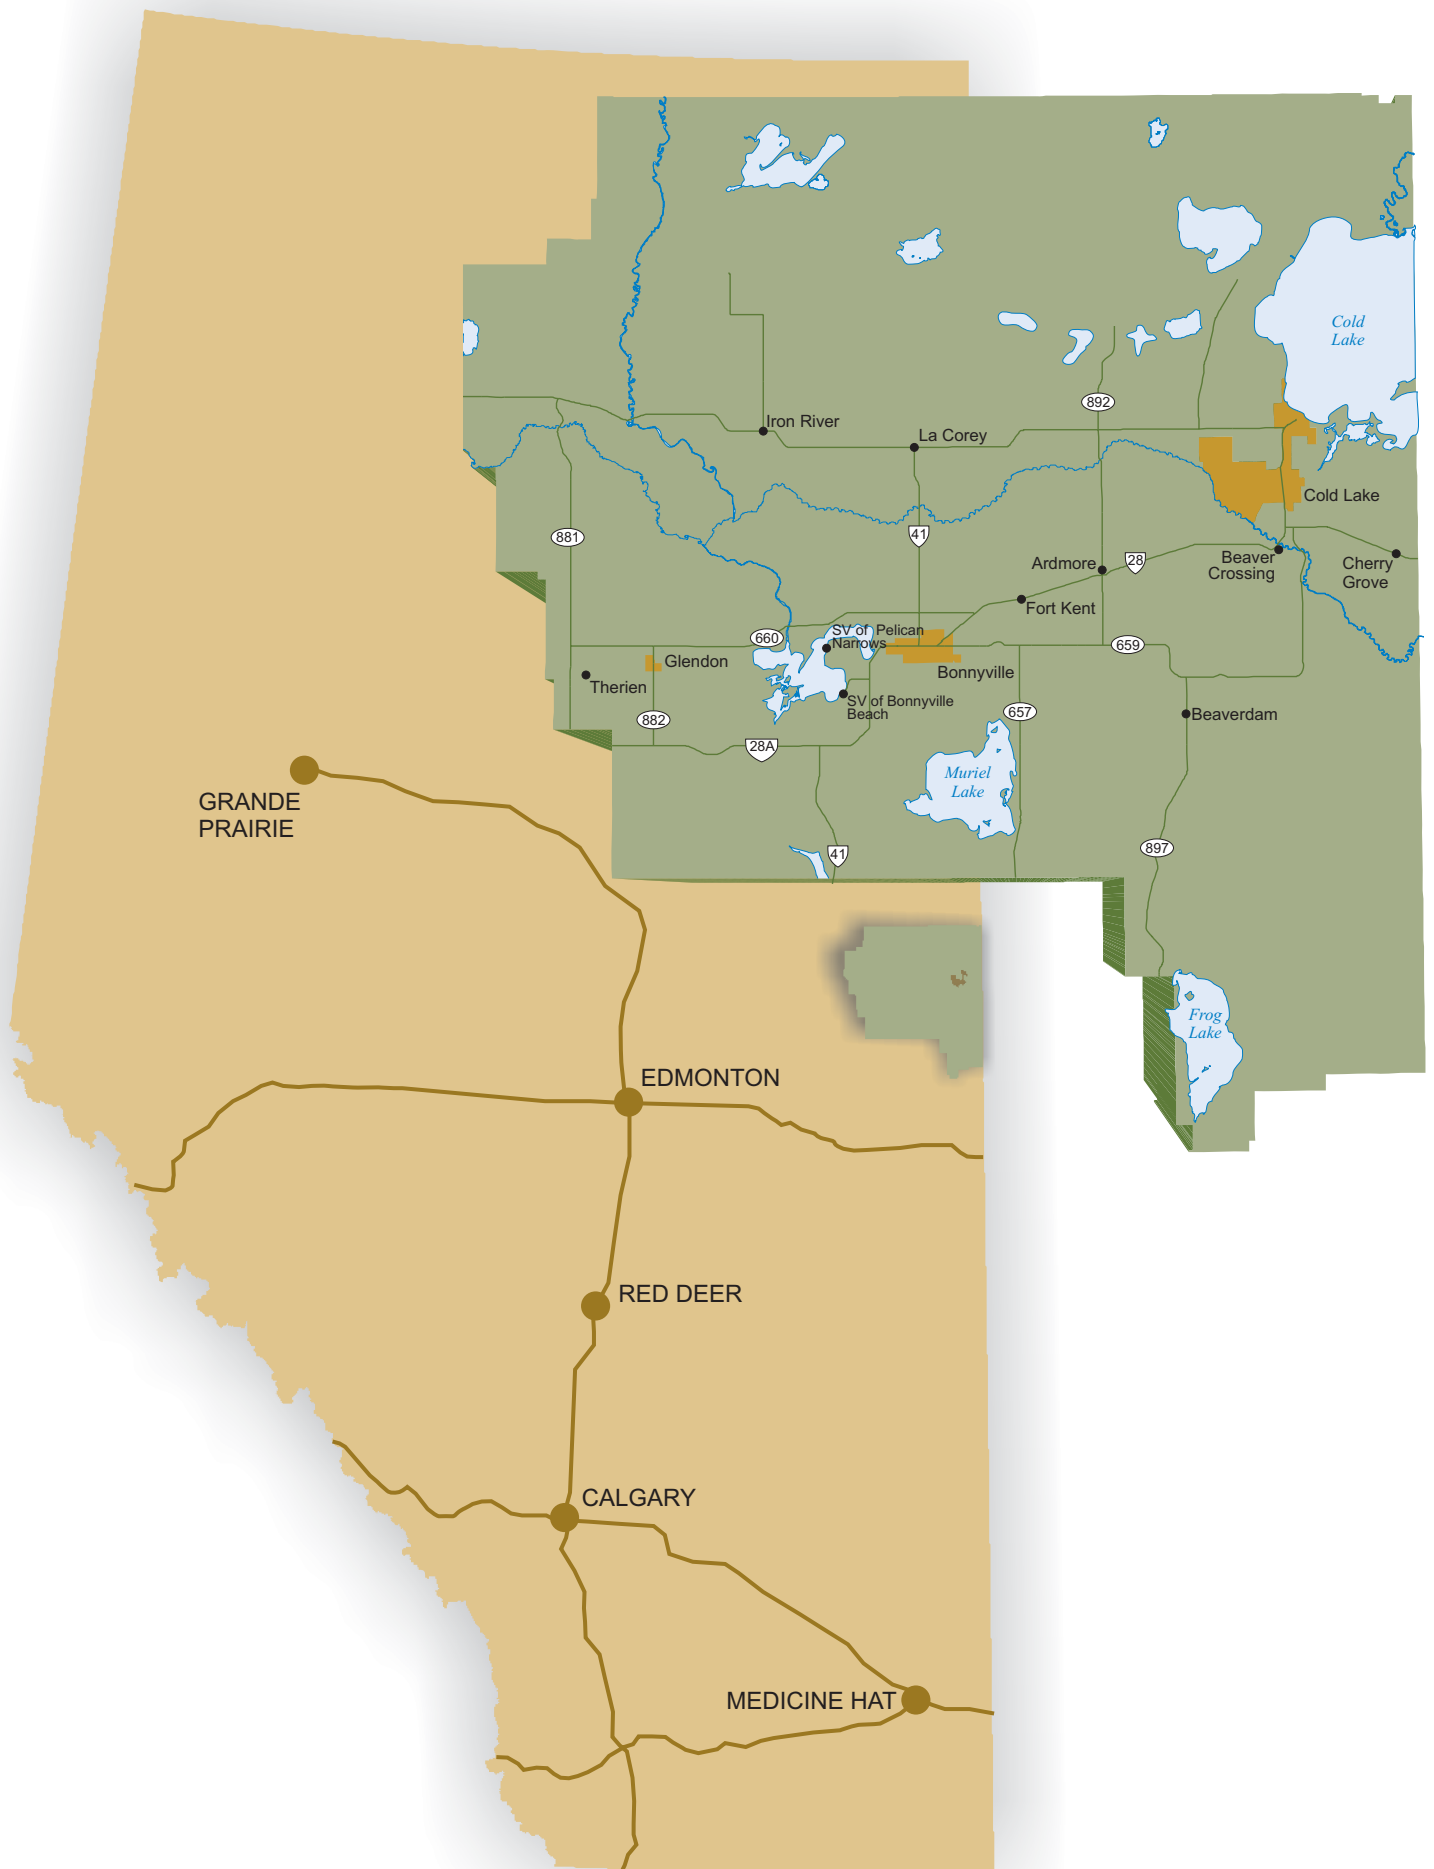 Cold
Lake
892
Iron River
La Corey
Cold Lake
881
41
Ardmore
28
Beaver
Crossing
Cherry
Grove
Fort Kent
660
SV of Pelican
Narrows
659
Glendon
Bonnyville
Therien
SV of Bonnyville
Beach
882
657
Beaverdam
28A
Muriel
Lake
GRANDE
PRAIRIE
41
897
Frog
Lake
EDMONTON
RED DEER
CALGARY
MEDICINE HAT